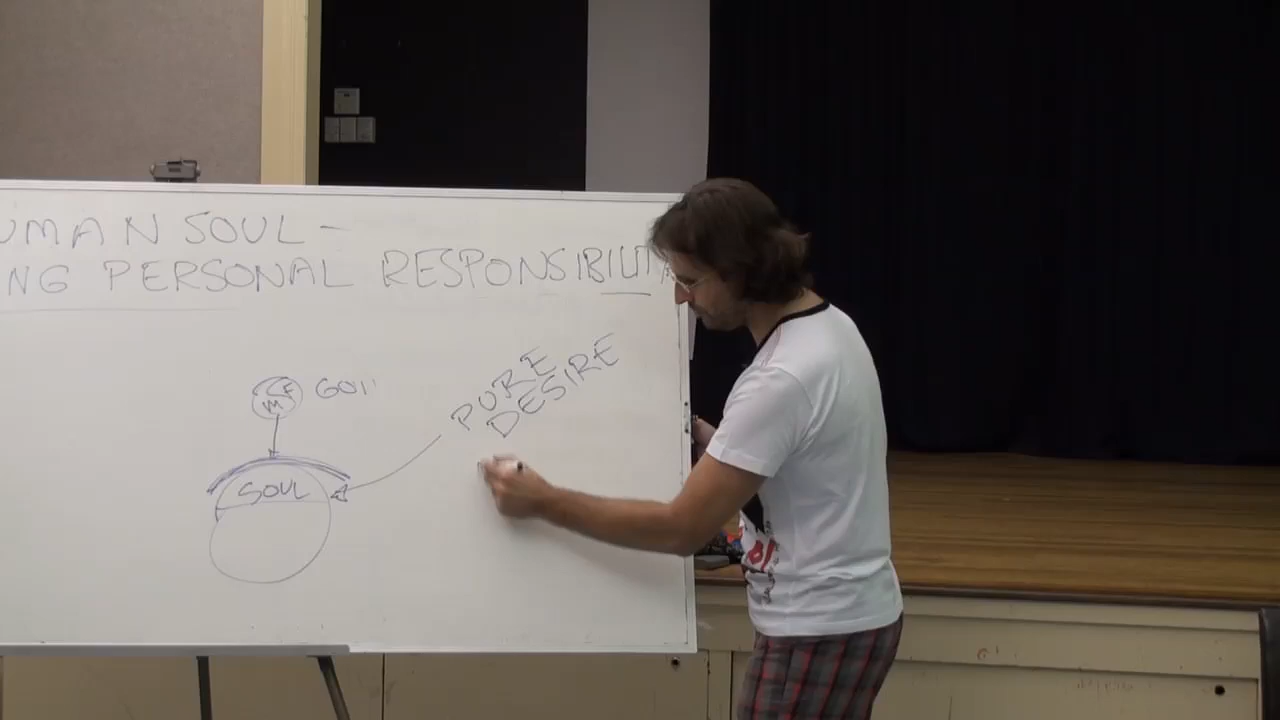 UMAN SOUL -
NG PERSONAL RESPONSIBILIT
GOD
SOUL
PURE
DESIRE